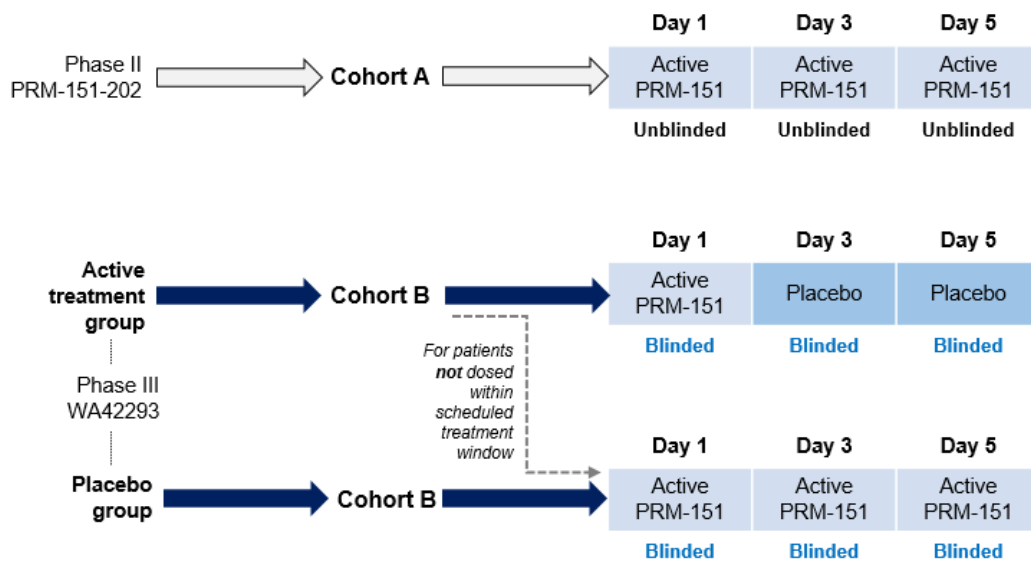 Day 1 Day 3 Day 5
Phase II
PRM-151-202
Cohort A
Active
PRM-151
Active
PRM-151
Active
PRM-151
Unblinded Unblinded Unblinded
Day 1 Day 3 Day 5
Active
treatment
group
Cohort B
Active
PRM-151
Placebo
Placebo
Blinded Blinded Blinded
For patients
not dosed
within
scheduled
treatment
window
Phase III
WA42293
Day 1 Day 3 Day 5
Placebo
group
Cohort B
Active
PRM-151
Active
PRM-151
Active
PRM-151
Blinded Blinded Blinded